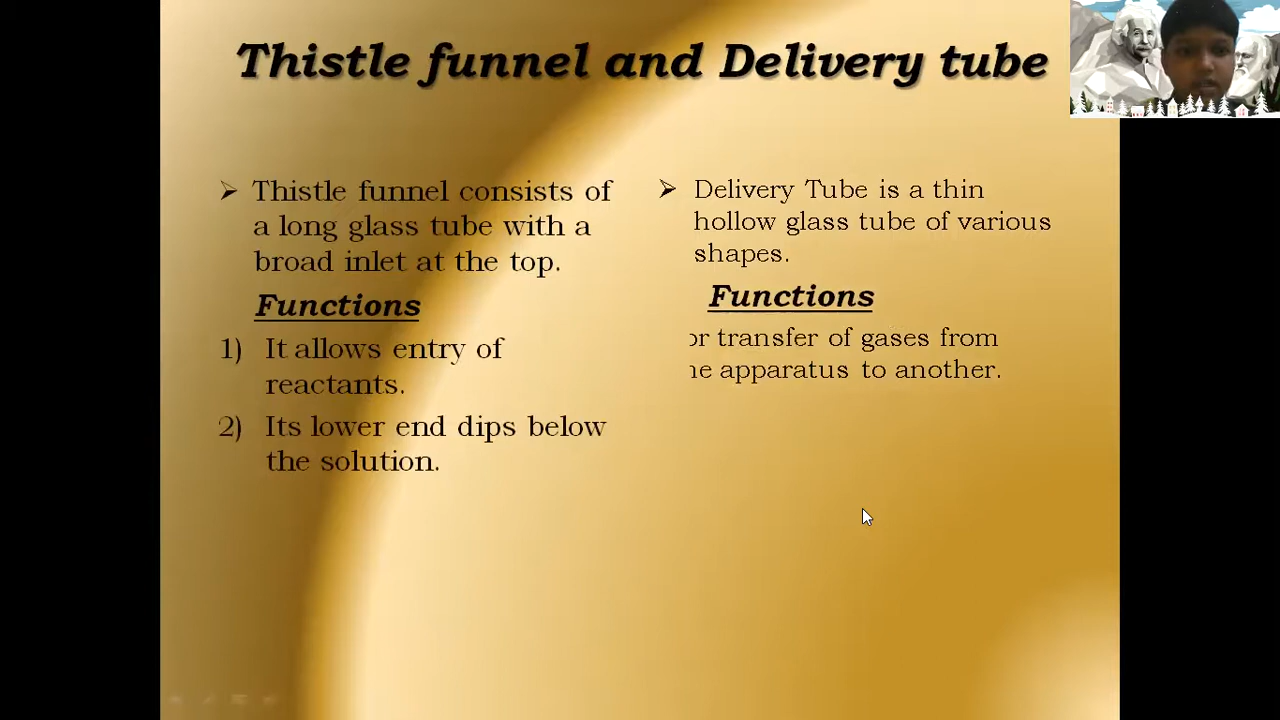 Thistle funnel and Delivery tube
Thistle funnel consists of
a long glass tube with a
broad inlet at the top.
Functions
1) It allows entry of
reactants.
2) Its lower end dips below
the solution.
Delivery Tube is a thin
hollow glass tube of various
shapes.
Functions
transfer of gases from
apparatus to another.